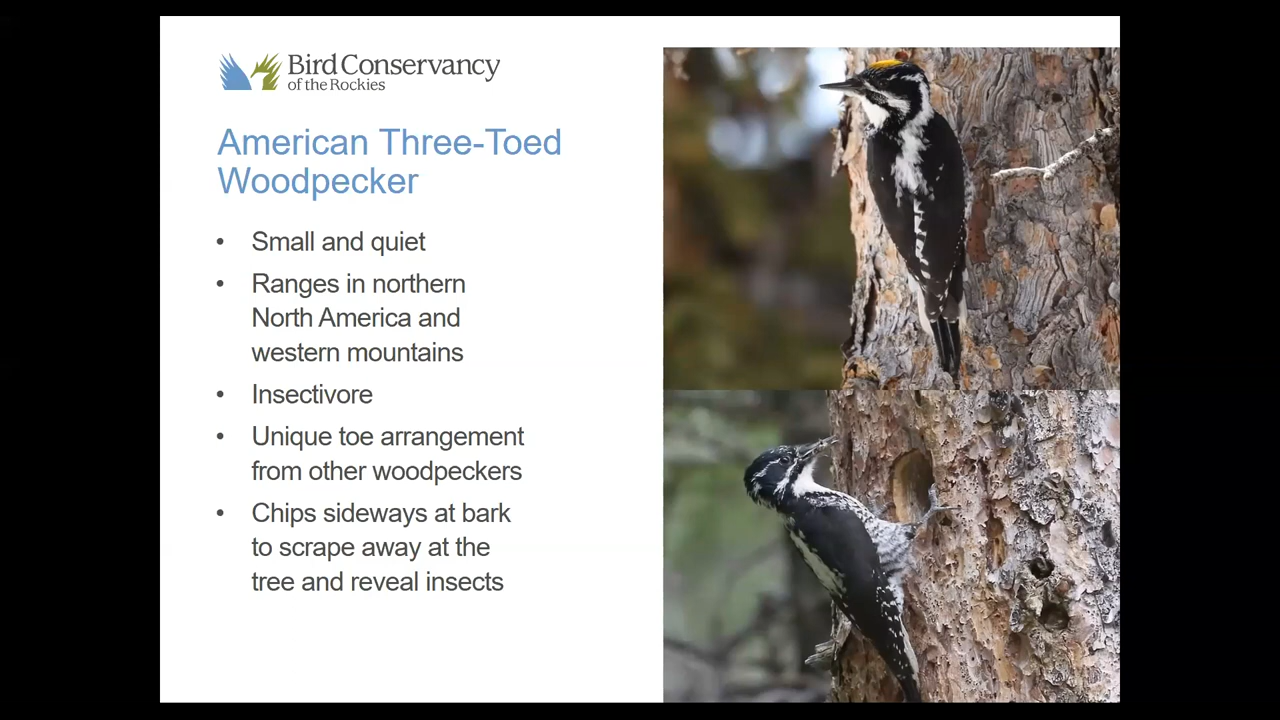 Bird Conservancy
of the Rockies
American Three-Toed
Woodpecker
• Small and quiet
• Ranges in northern
North America and
western mountains
• Insectivore
• Unique toe arrangement
from other woodpeckers
• Chips sideways at bark
to scrape away at the
tree and reveal insects